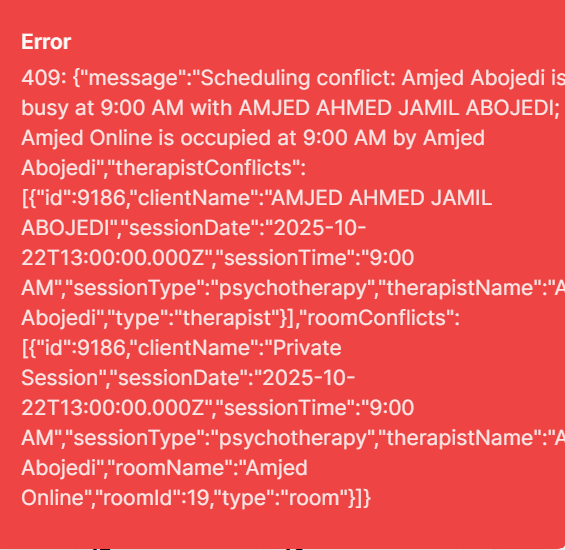 Error
409: {"message":"Scheduling conflict: Amjed Abojedi is
busy at 9:00 AM with AMJED AHMED JAMIL ABOJEDI;
Amjed Online is occupied at 9:00 AM by Amjed
Abojedi","therapistConflicts":
[{"id":9186,"clientName":"AMJED AHMED JAMIL
ABOJEDI","sessionDate":"2025-10-
22T13:00:00.000Z","sessionTime":"9:00
AM","sessionType":"psychotherapy","therapistName":"A
Abojedi","type":"therapist"}],"roomConflicts":
[{"id":9186,"clientName":"Private
Session","sessionDate":"2025-10-
22T13:00:00.000Z","sessionTime":"9:00
AM","sessionType":"psychotherapy","therapistName":"A
Abojedi","roomName":"Amjed
Online","roomId":19,"type":"room"}]}